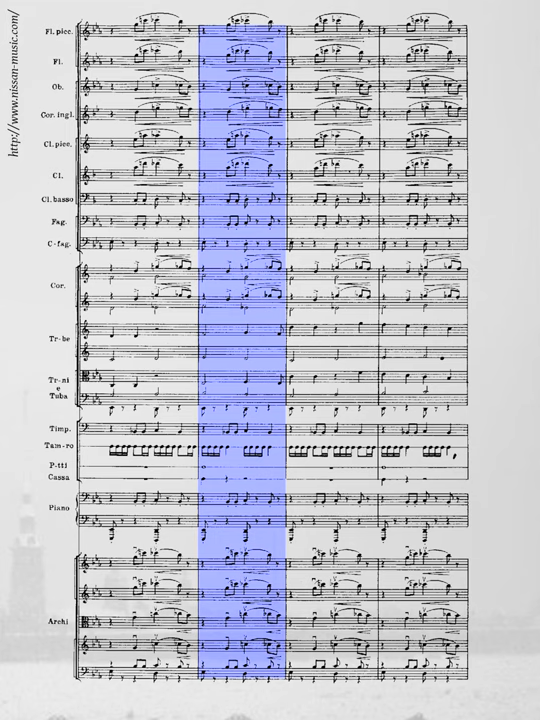 http://www.nissan-music.com/
Fl. picc.
Fl.
Ob.
Cor. ingl.
Cl. picc.
Cl.
Cl. basso
Fag.
C-fag.
Cor.
Tr-be
Tr-ni
e
Tuba
Timp.
Tam-ro
P-tti
Cassa
Piano
Archi